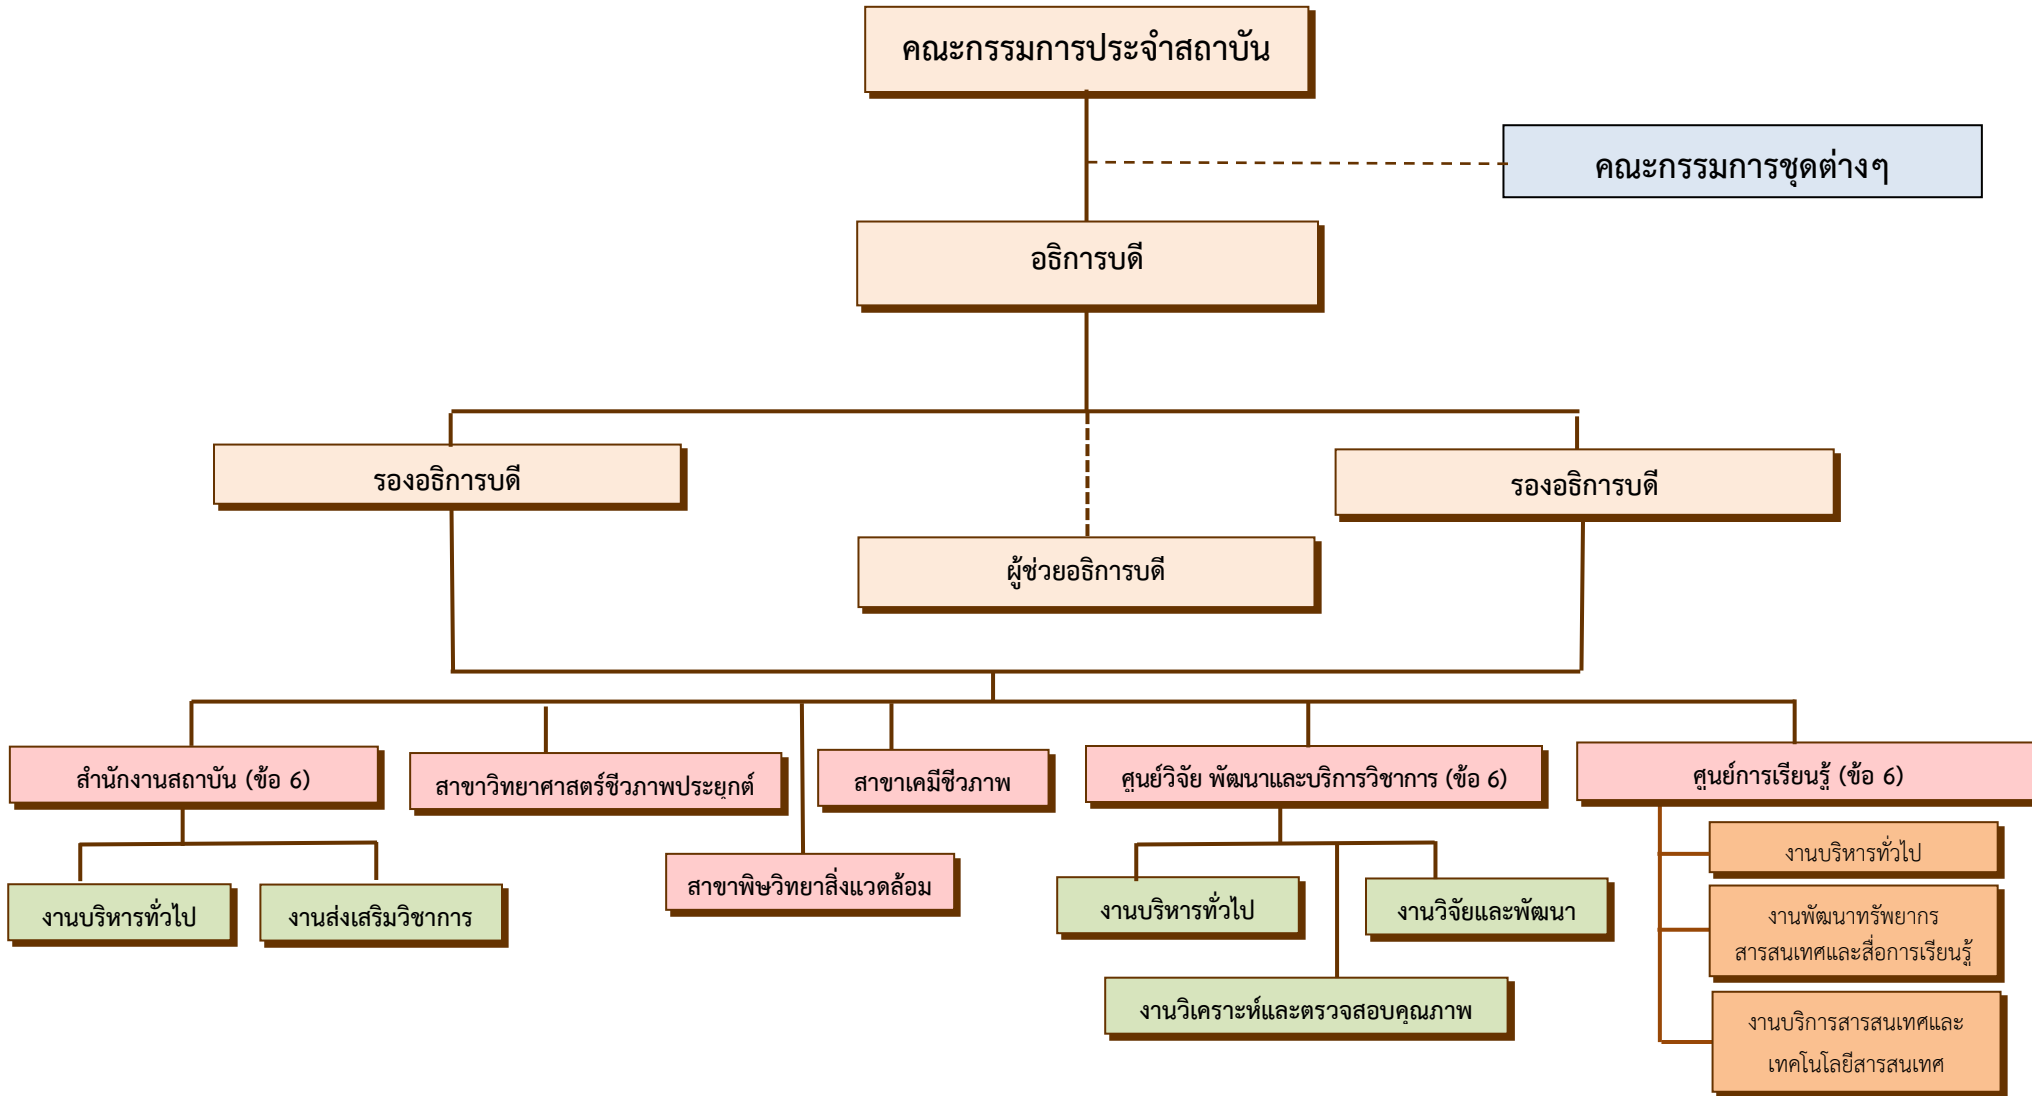 คณะกรรมการประจำสถาบัน
คณะกรรมการชุดต่างๆ
อธิการบดี
รองอธิการบดี
รองอธิการบดี
ผู้ช่วยอธิการบดี
สำนักงานสถาบัน (ข้อ 6)
สาขาวิทยาศาสตร์ชีวภาพประยุกต์
สาขาเคมีชีวภาพ
ศูนย์วิจัย พัฒนาและบริการวิชาการ (ข้อ 6)
ศูนย์การเรียนรู้ (ข้อ 6)
สาขาพิษวิทยาสิ่งแวดล้อม
งานบริหารทั่วไป
งานส่งเสริมวิชาการ
งานบริหารทั่วไป
งานวิจัยและพัฒนา
งานวิเคราะห์และตรวจสอบคุณภาพ
งานบริหารทั่วไป
งานพัฒนาทรัพยากร
สารสนเทศและสื่อการเรียนรู้
งานบริการสารสนเทศและ
เทคโนโลยีสารสนเทศ